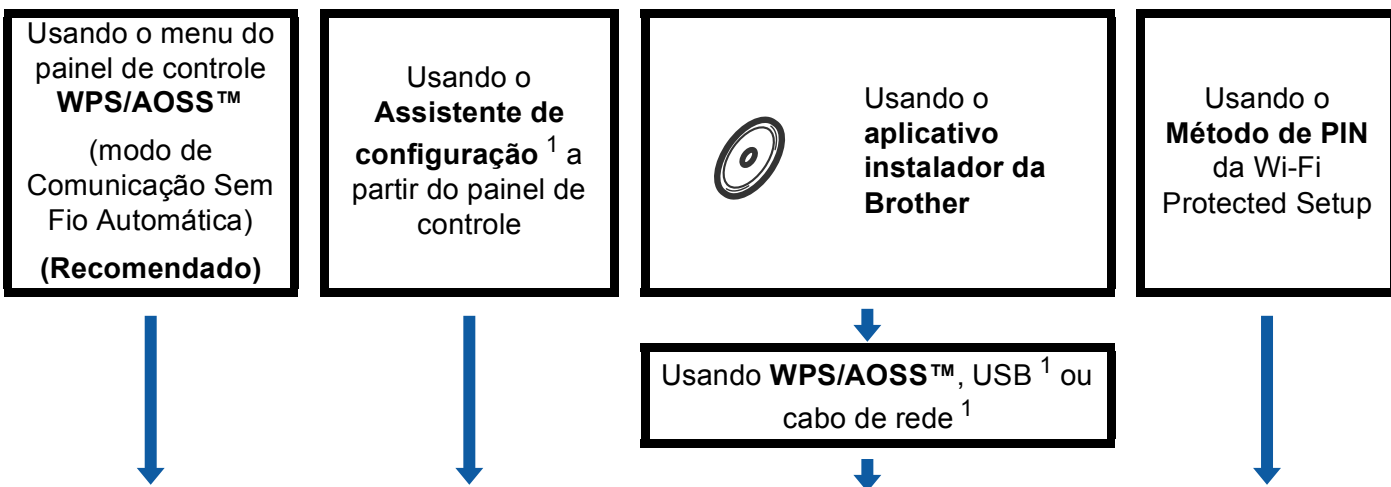 Usando o menu do
painel de controle
WPS/AOSS™
(modo de
Comunicação Sem
Fio Automática)
(Recomendado)
Usando o
Assistente de
configuração 1 a
partir do painel de
controle
Usando o
aplicativo
instalador da
Brother
Usando WPS/AOSS™, USB 1 ou
cabo de rede 1
Usando o
Método de PIN
da Wi-Fi
Protected Setup